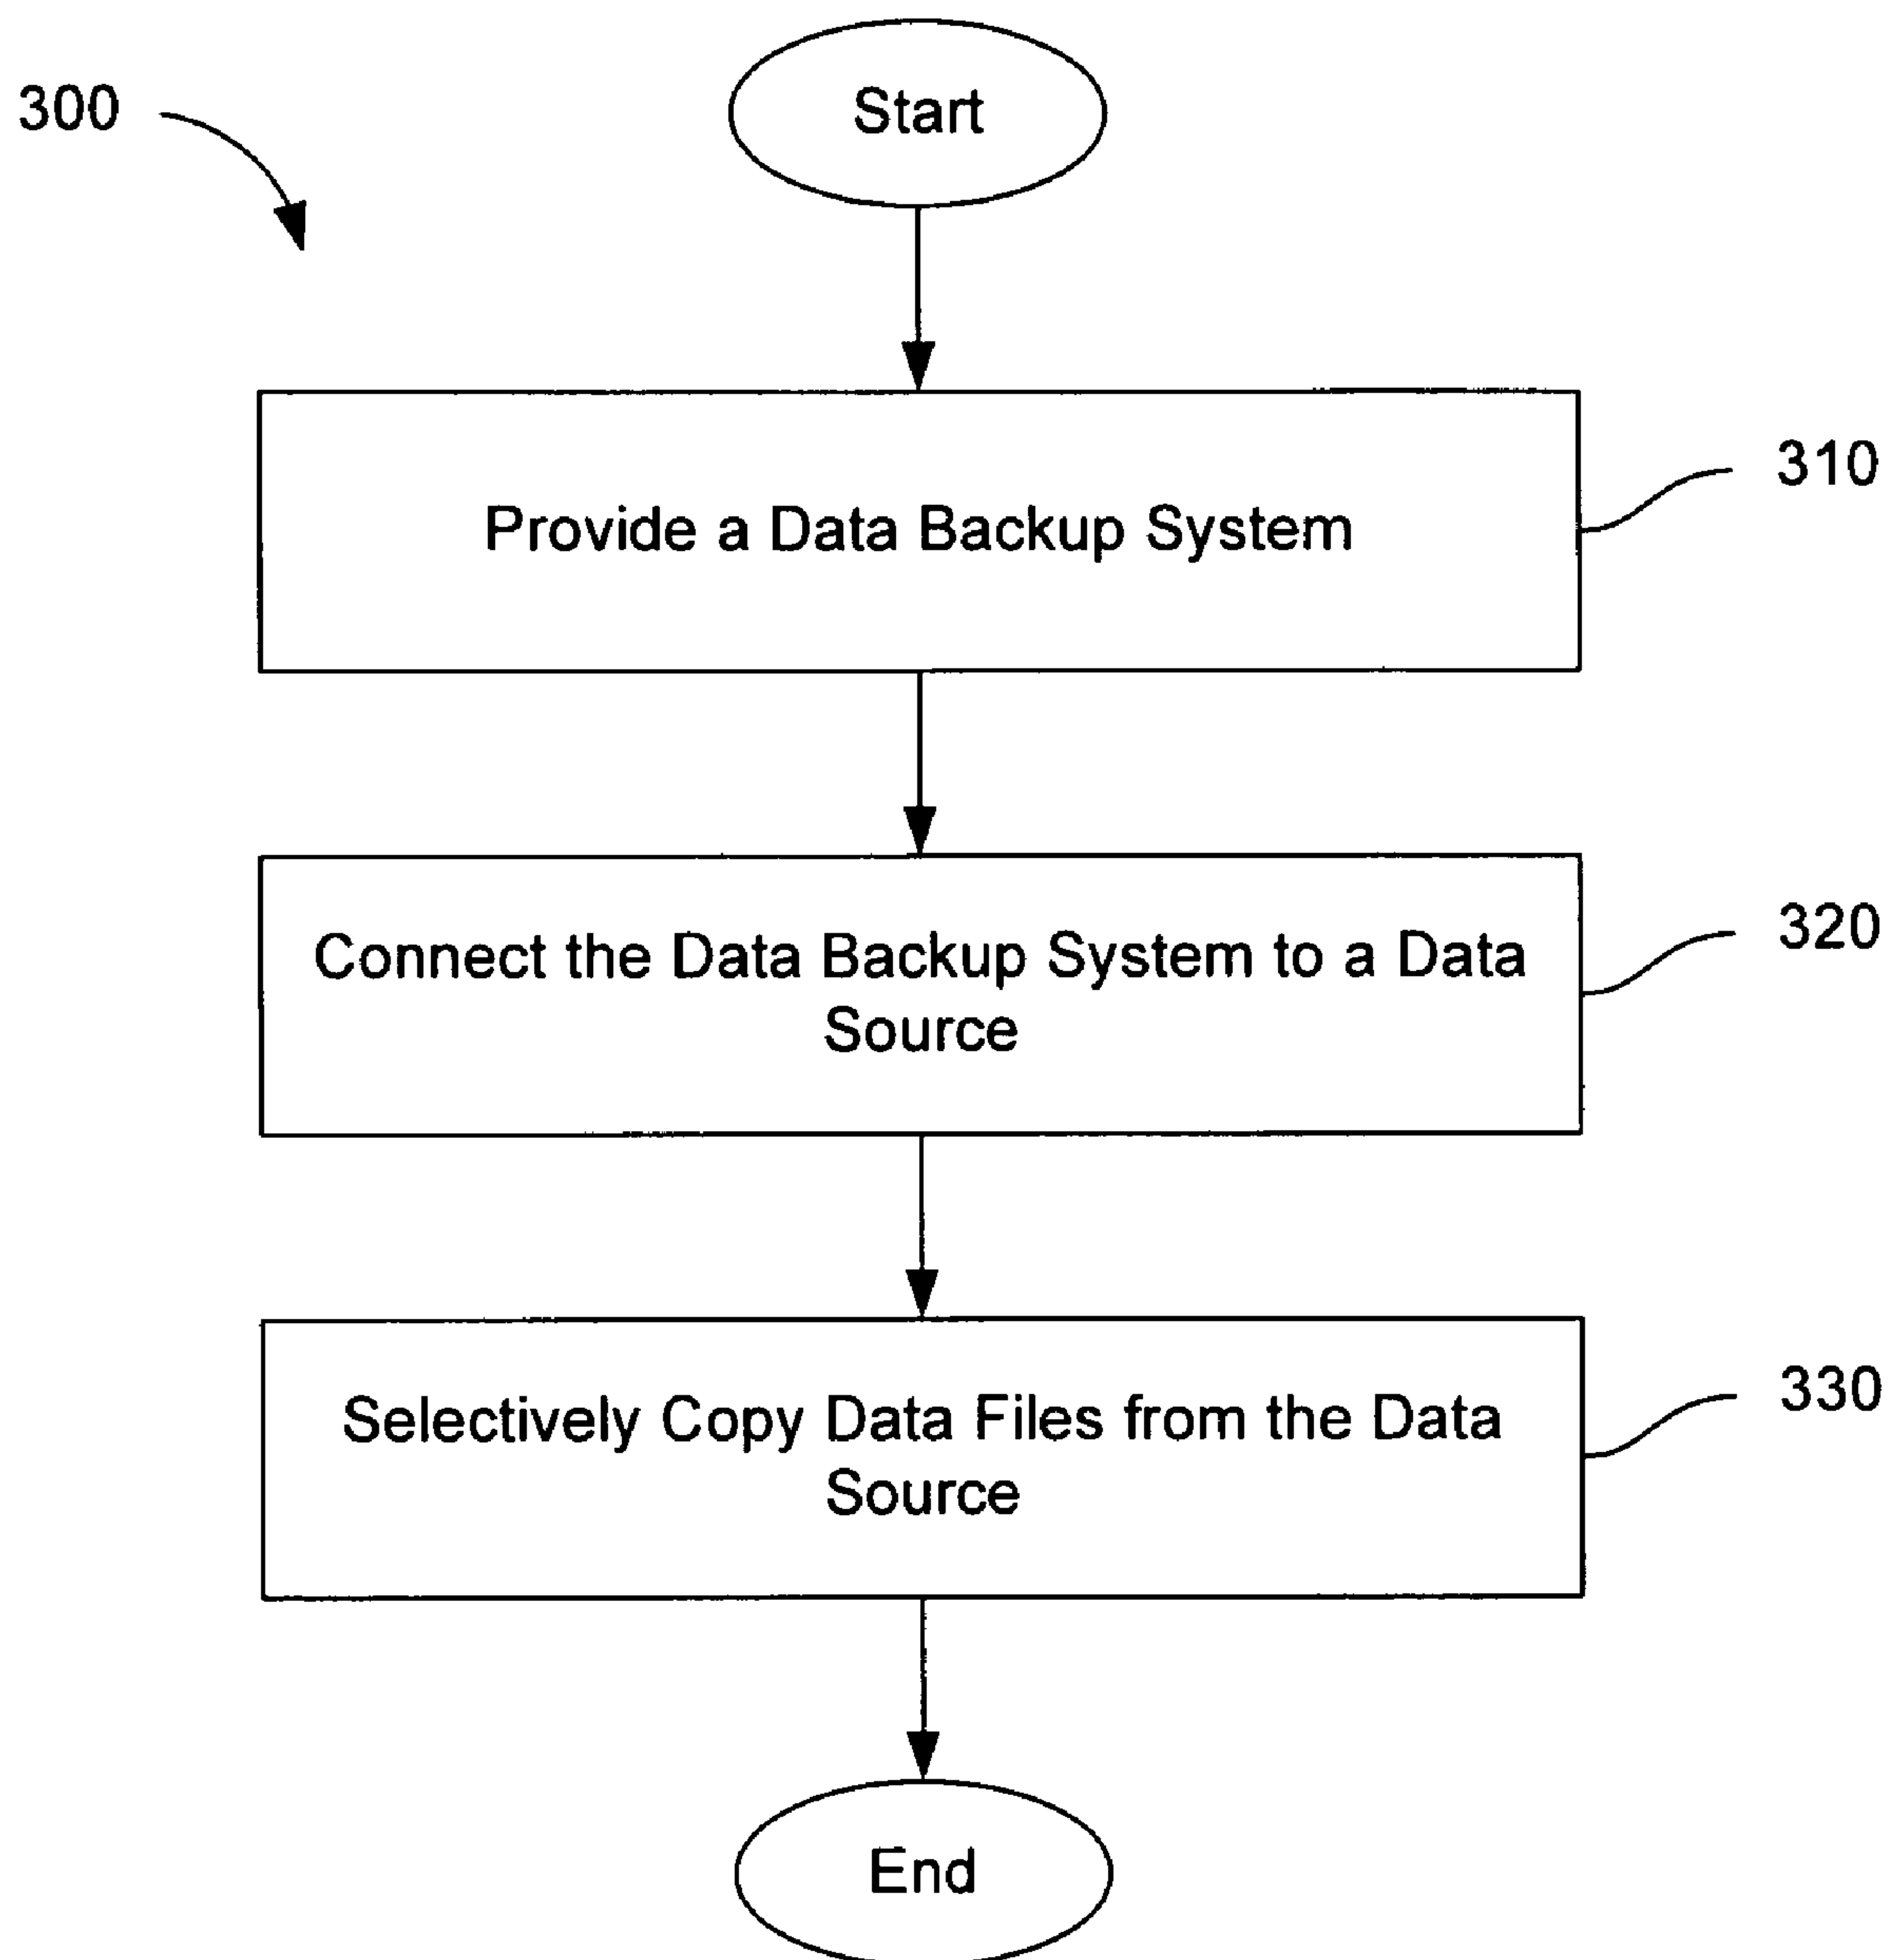 300
Start
Provide a Data Backup System
310
Connect the Data Backup System to a Data
Source
320
Selectively Copy Data Files from the Data
Source
330
End